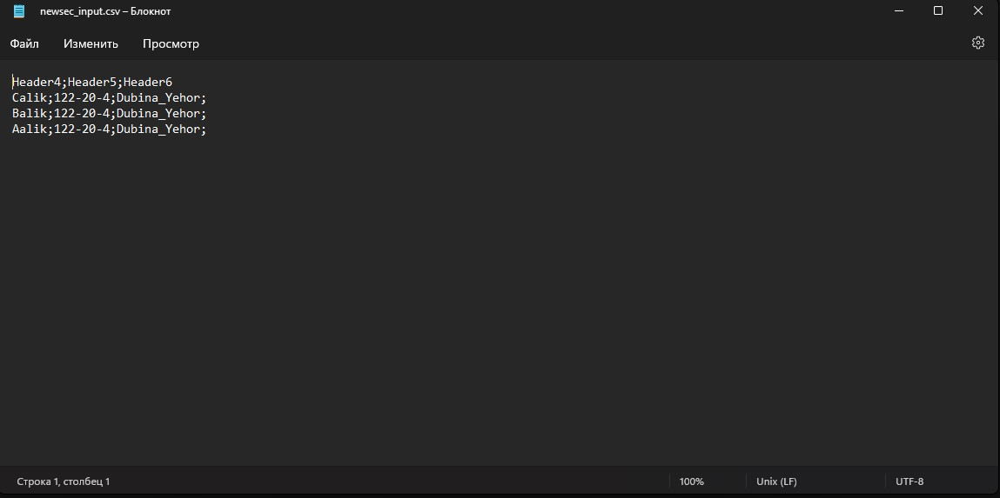 newsec_input.csv – Блокнот
Файл Изменить Просмотр
Header4;Header5;Header6
Calik;122-20-4;Dubina_Yehor;
Balik;122-20-4;Dubina_Yehor;
Aalik;122-20-4;Dubina_Yehor;
Строка 1, столбец 1 100% Unix (LF) UTF-8